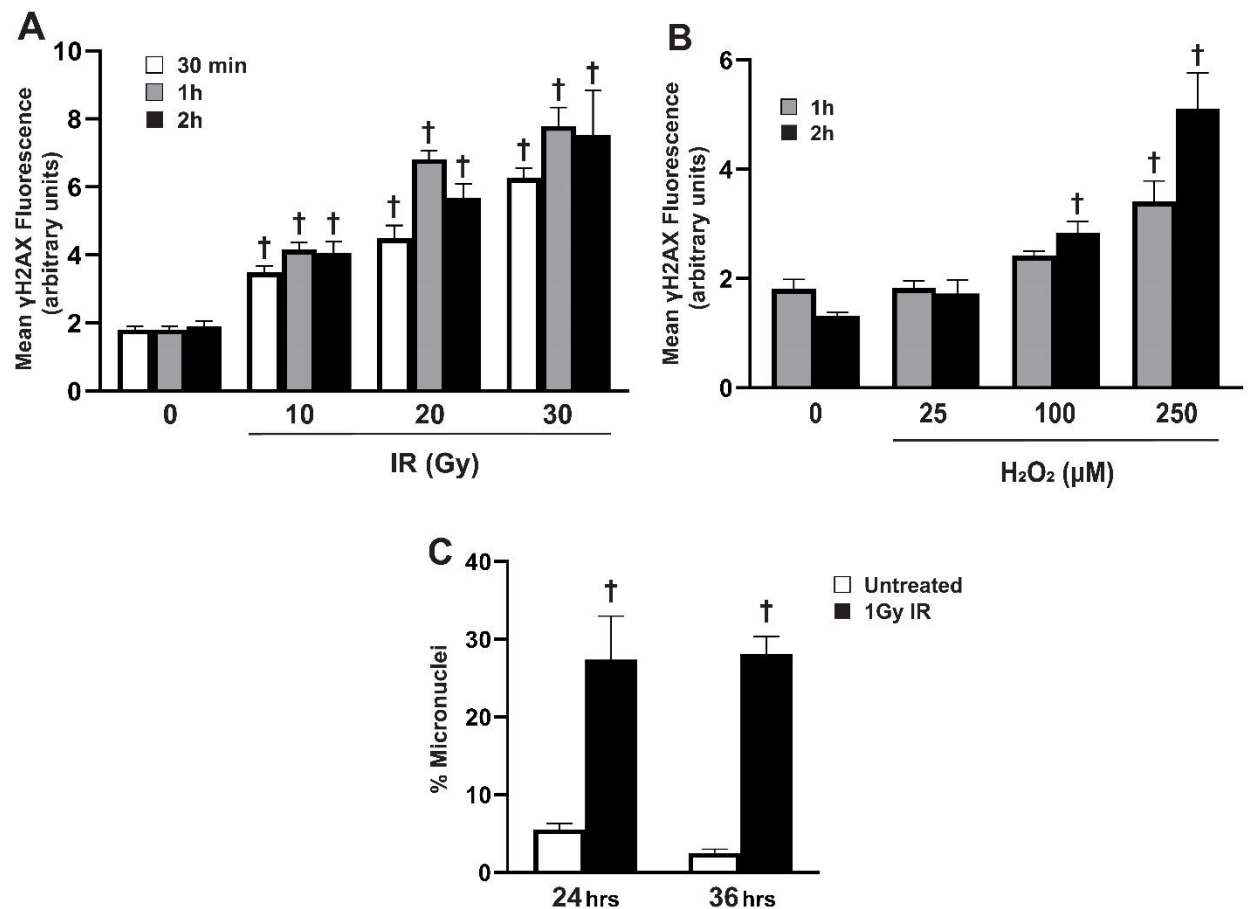 A
Mean γH2AX Fluorescence
(arbitrary units)
10
8
6
4
2
0
30 min
1h
2h
† † †
† † †
† † †
0 10 20 30
IR (Gy)
B
Mean γH2AX Fluorescence
(arbitrary units)
6
4
2
0
1h
2h
†
† †
0 25 100 250
H₂O₂ (µM)
C
% Micronuclei
40
30
20
10
0
† †
Untreated
1Gy IR
24 hrs 36 hrs